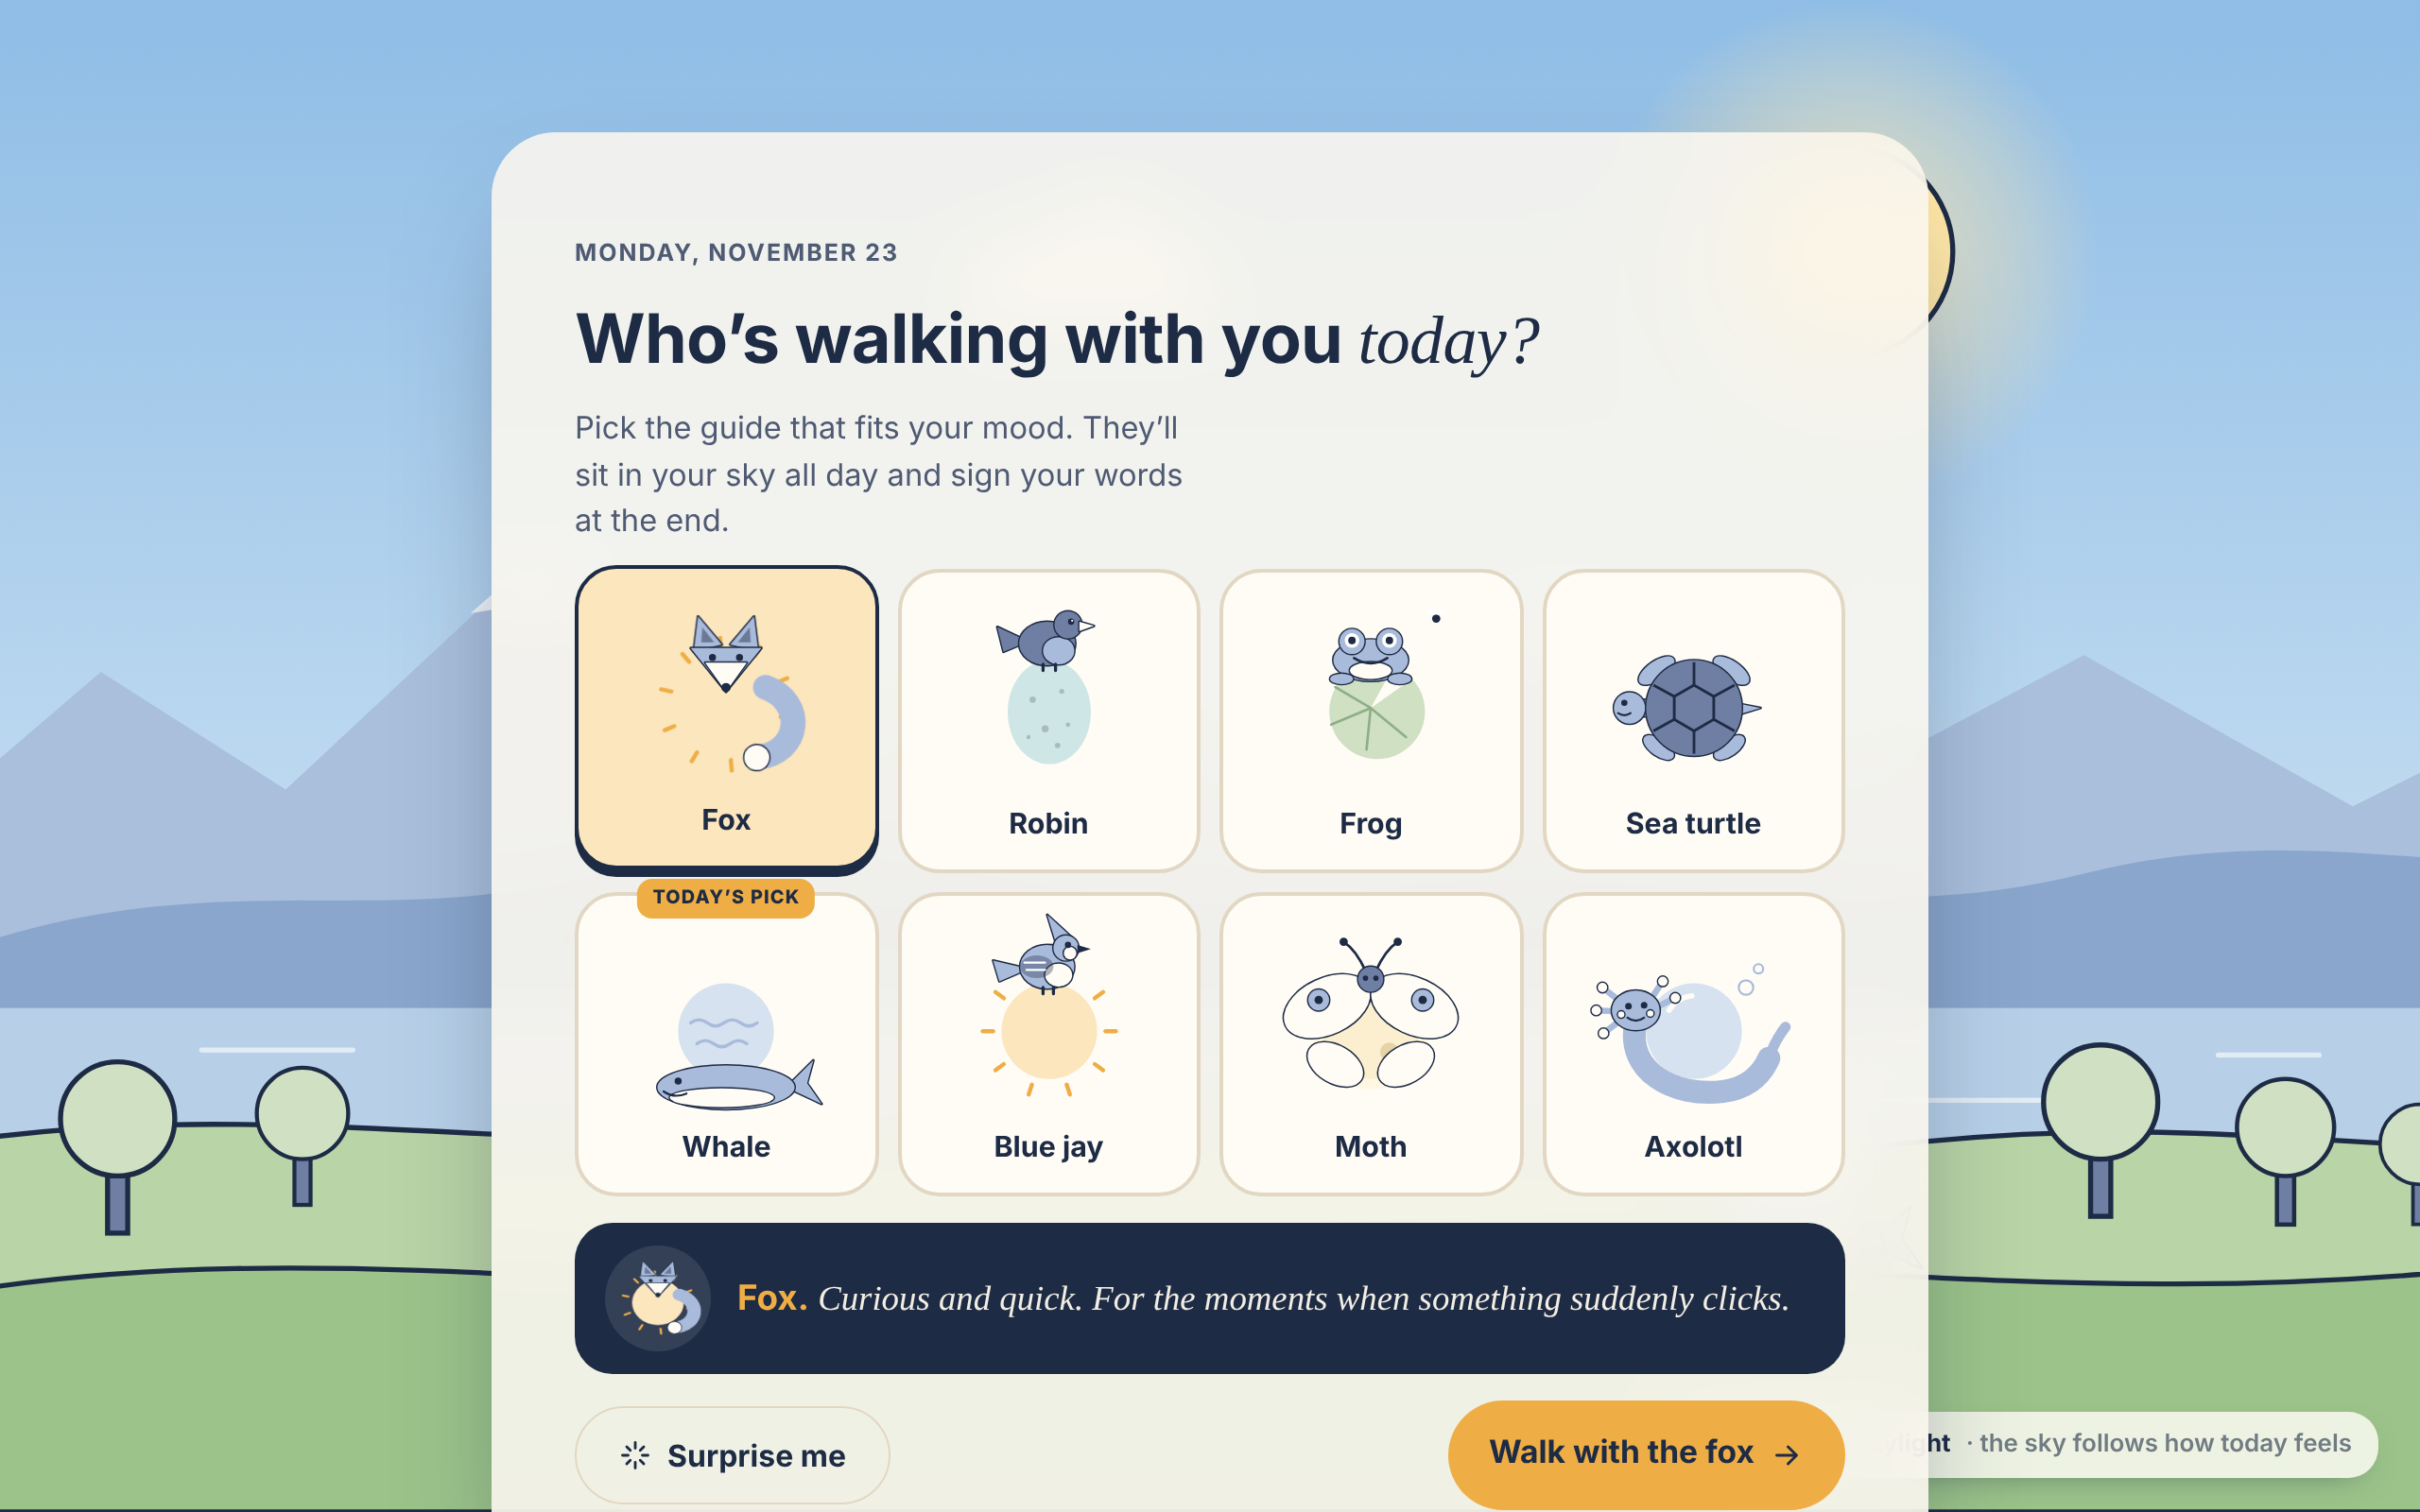 MONDAY, NOVEMBER 23
Who’s walking with you today?
Pick the guide that fits your mood. They’ll
sit in your sky all day and sign your words
at the end.
Fox
Robin
Frog
Sea turtle
TODAY’S PICK
Whale
Blue jay
Moth
Axolotl
Fox. Curious and quick. For the moments when something suddenly clicks.
Surprise me
Walk with the fox →
· the sky follows how today feels